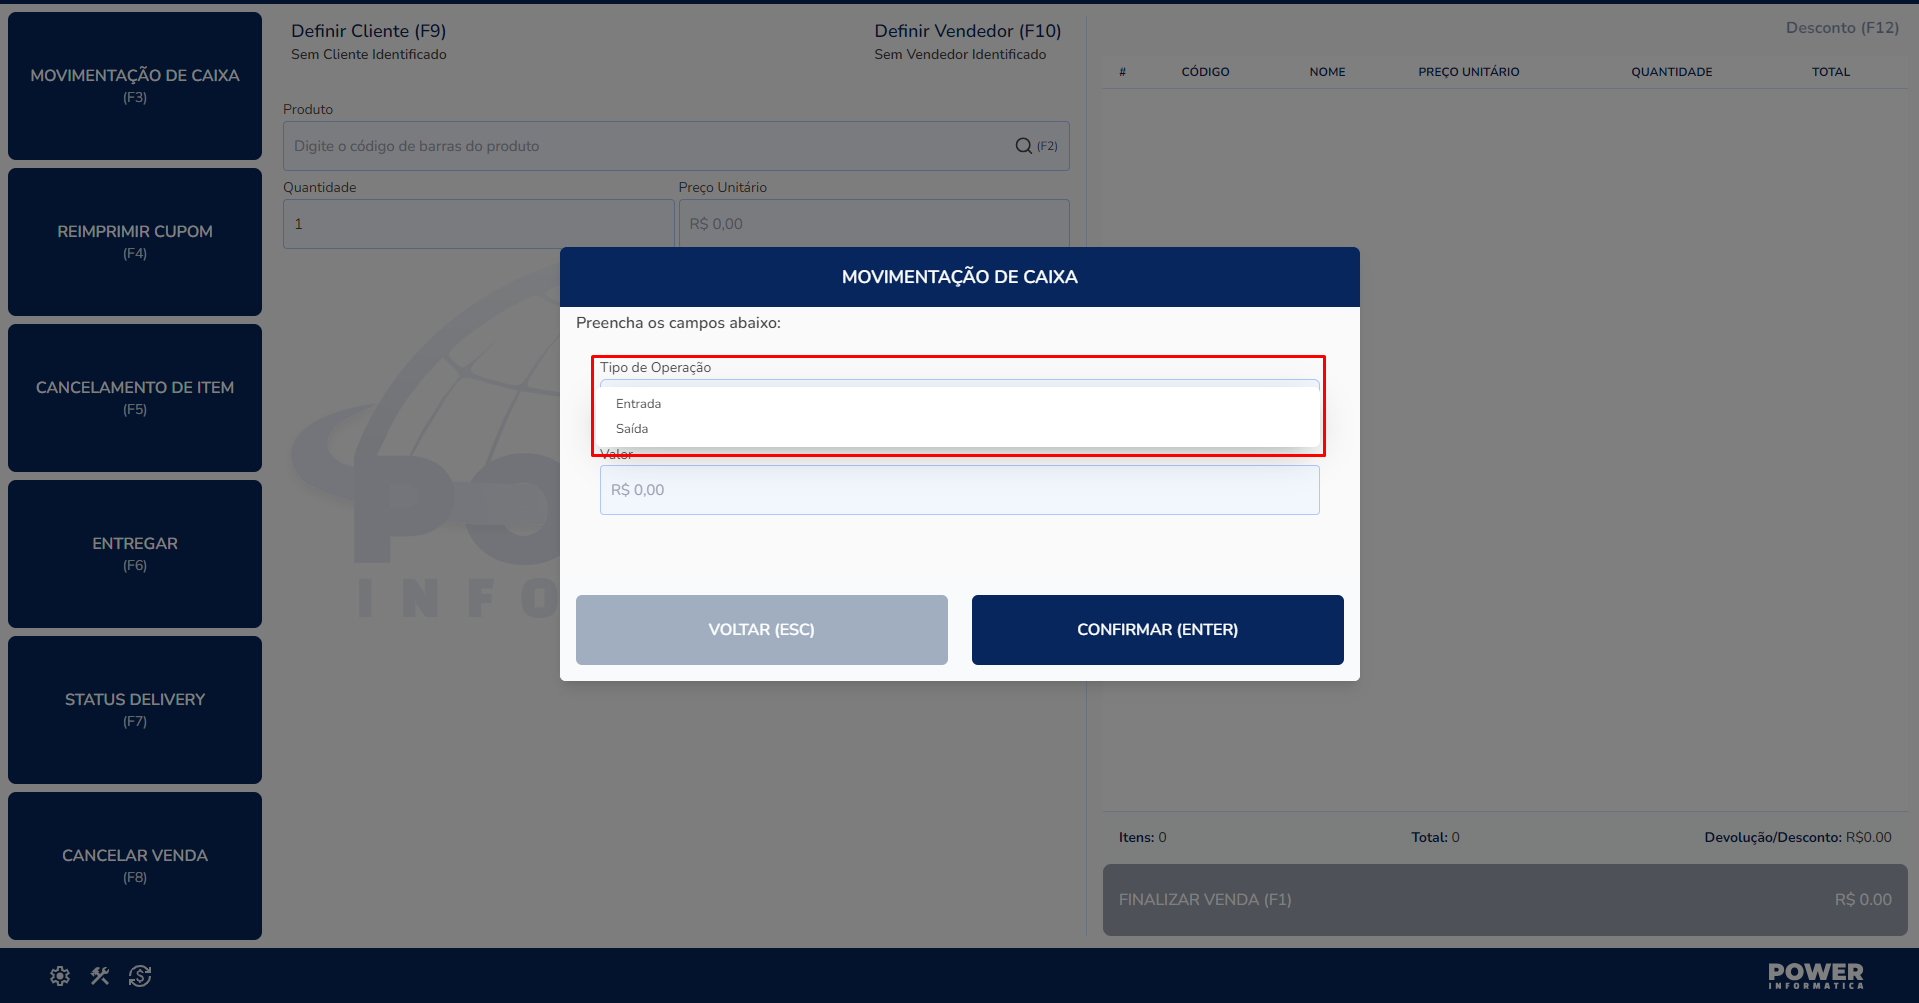 MOVIMENTAÇÃO DE CAIXA
(F3)
REIMPRIMIR CUPOM
(F4)
CANCELAMENTO DE ITEM
(F5)
ENTREGAR
(F6)
STATUS DELIVERY
(F7)
CANCELAR VENDA
(F8)
Definir Cliente (F9)
Sem Cliente Identificado
Definir Vendedor (F10)
Sem Vendedor Identificado
Produto
Digite o código de barras do produto
(F2)
Quantidade
Preço Unitário
1
R$ 0,00
PO
INFO
MOVIMENTAÇÃO DE CAIXA
Preencha os campos abaixo:
Tipo de Operação
Entrada
Saída
Valor
R$ 0,00
VOLTAR (ESC)
CONFIRMAR (ENTER)
Desconto (F12)
# CÓDIGO NOME PREÇO UNITÁRIO QUANTIDADE TOTAL
Itens: 0 Total: 0 Devolução/Desconto: R$0.00
FINALIZAR VENDA (F1) R$ 0.00
POWER
INFORMATICA